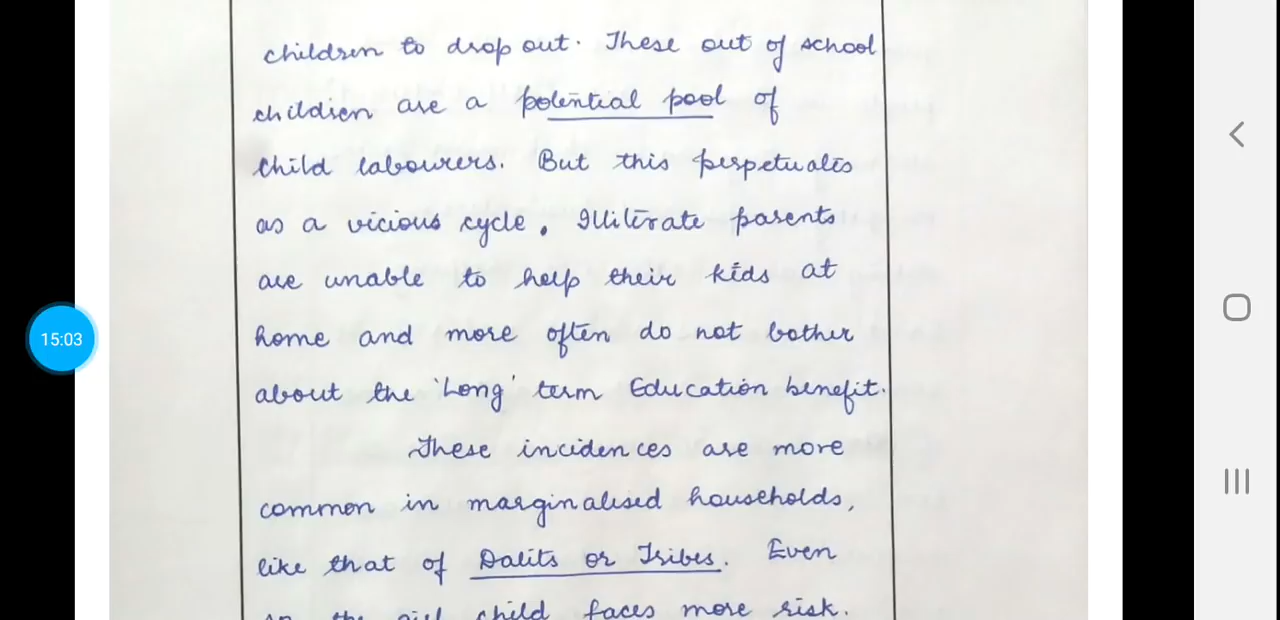 children to drop out. These out of school
children are a potential pool of
child labourers. But this perpetuates
as a vicious cycle. Illiterate parents
15:03
are unable to help their kids at
home and more often do not bother
about the 'Long' term Education benefit.
These incidences are more
common in marginalised households,
like that of Dalits or Tribes. Even
the girl child faces more risk.